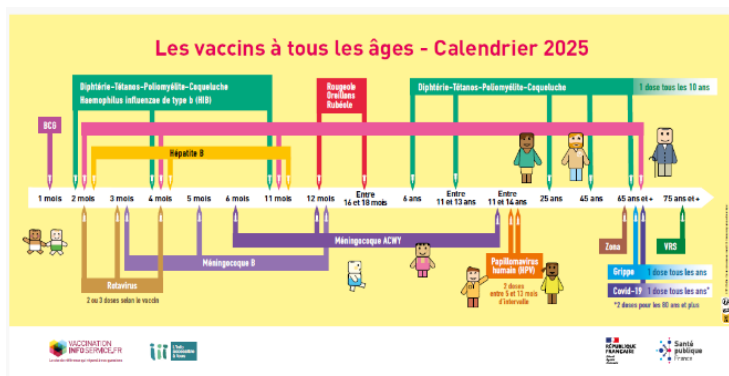 Les vaccins à tous les âges - Calendrier 2025
Diphtérie-Tétanos-Poliomyélite-Coqueluche
Haemophilus influenzae de type b (HIB)
Rougeole
Oreillons
Rubéole
Diphtérie-Tétanos-Poliomyélite-Coqueluche
1 dose tous les 10 ans
BCG
Hépatite B
1 mois
2 mois
3 mois
4 mois
5 mois
6 mois
11 mois
12 mois
Entre
16 et 18 mois
6 ans
Entre
11 et 13 ans
Entre
11 et 14 ans
25 ans
45 ans
65 ans et +
75 ans et +
Méningocoque ACWY
Méningocoque B
Rotavirus
2 ou 3 doses selon le vaccin
Papillomavirus
humain (HPV)
2 doses
entre 5 et 13 mois
d'intervalle
Zona
VRS
Grippe
1 dose tous les ans
Covid-19
1 dose tous les ans*
*2 doses pour les 80 ans et plus
VACCINATION
INFO SERVICE.FR
RÉPUBLIQUE
FRANÇAISE
Santé
publique
France